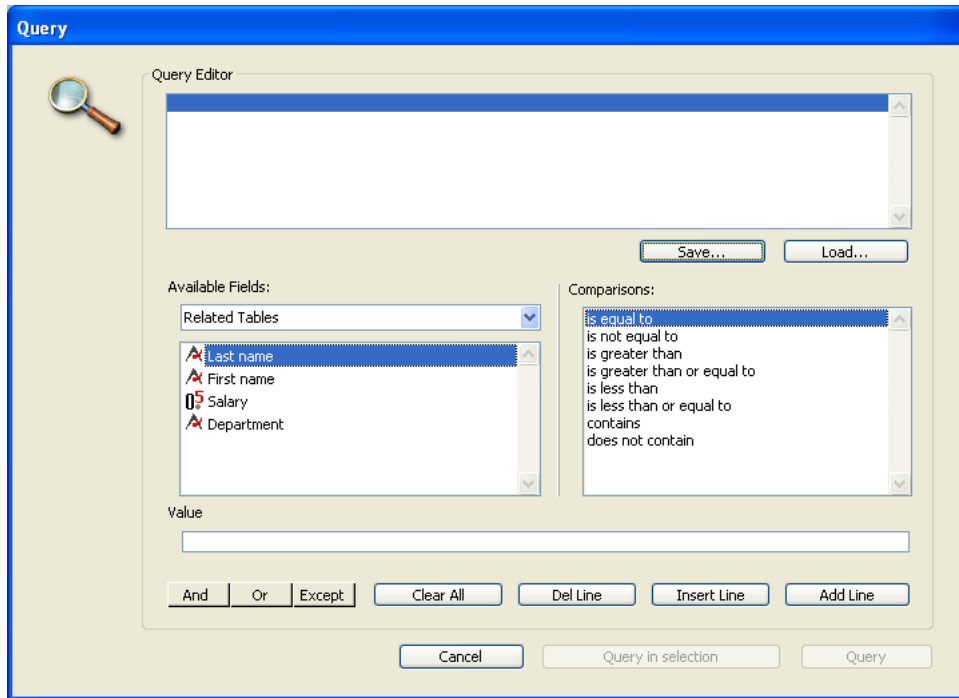 Query
Query Editor
Save...
Load...
Available Fields:
Comparisons:
Related Tables
Last name
First name
Salary
Department
is equal to
is not equal to
is greater than
is greater than or equal to
is less than
is less than or equal to
contains
does not contain
Value
And Or Except Clear All Del Line Insert Line Add Line
Cancel Query in selection Query